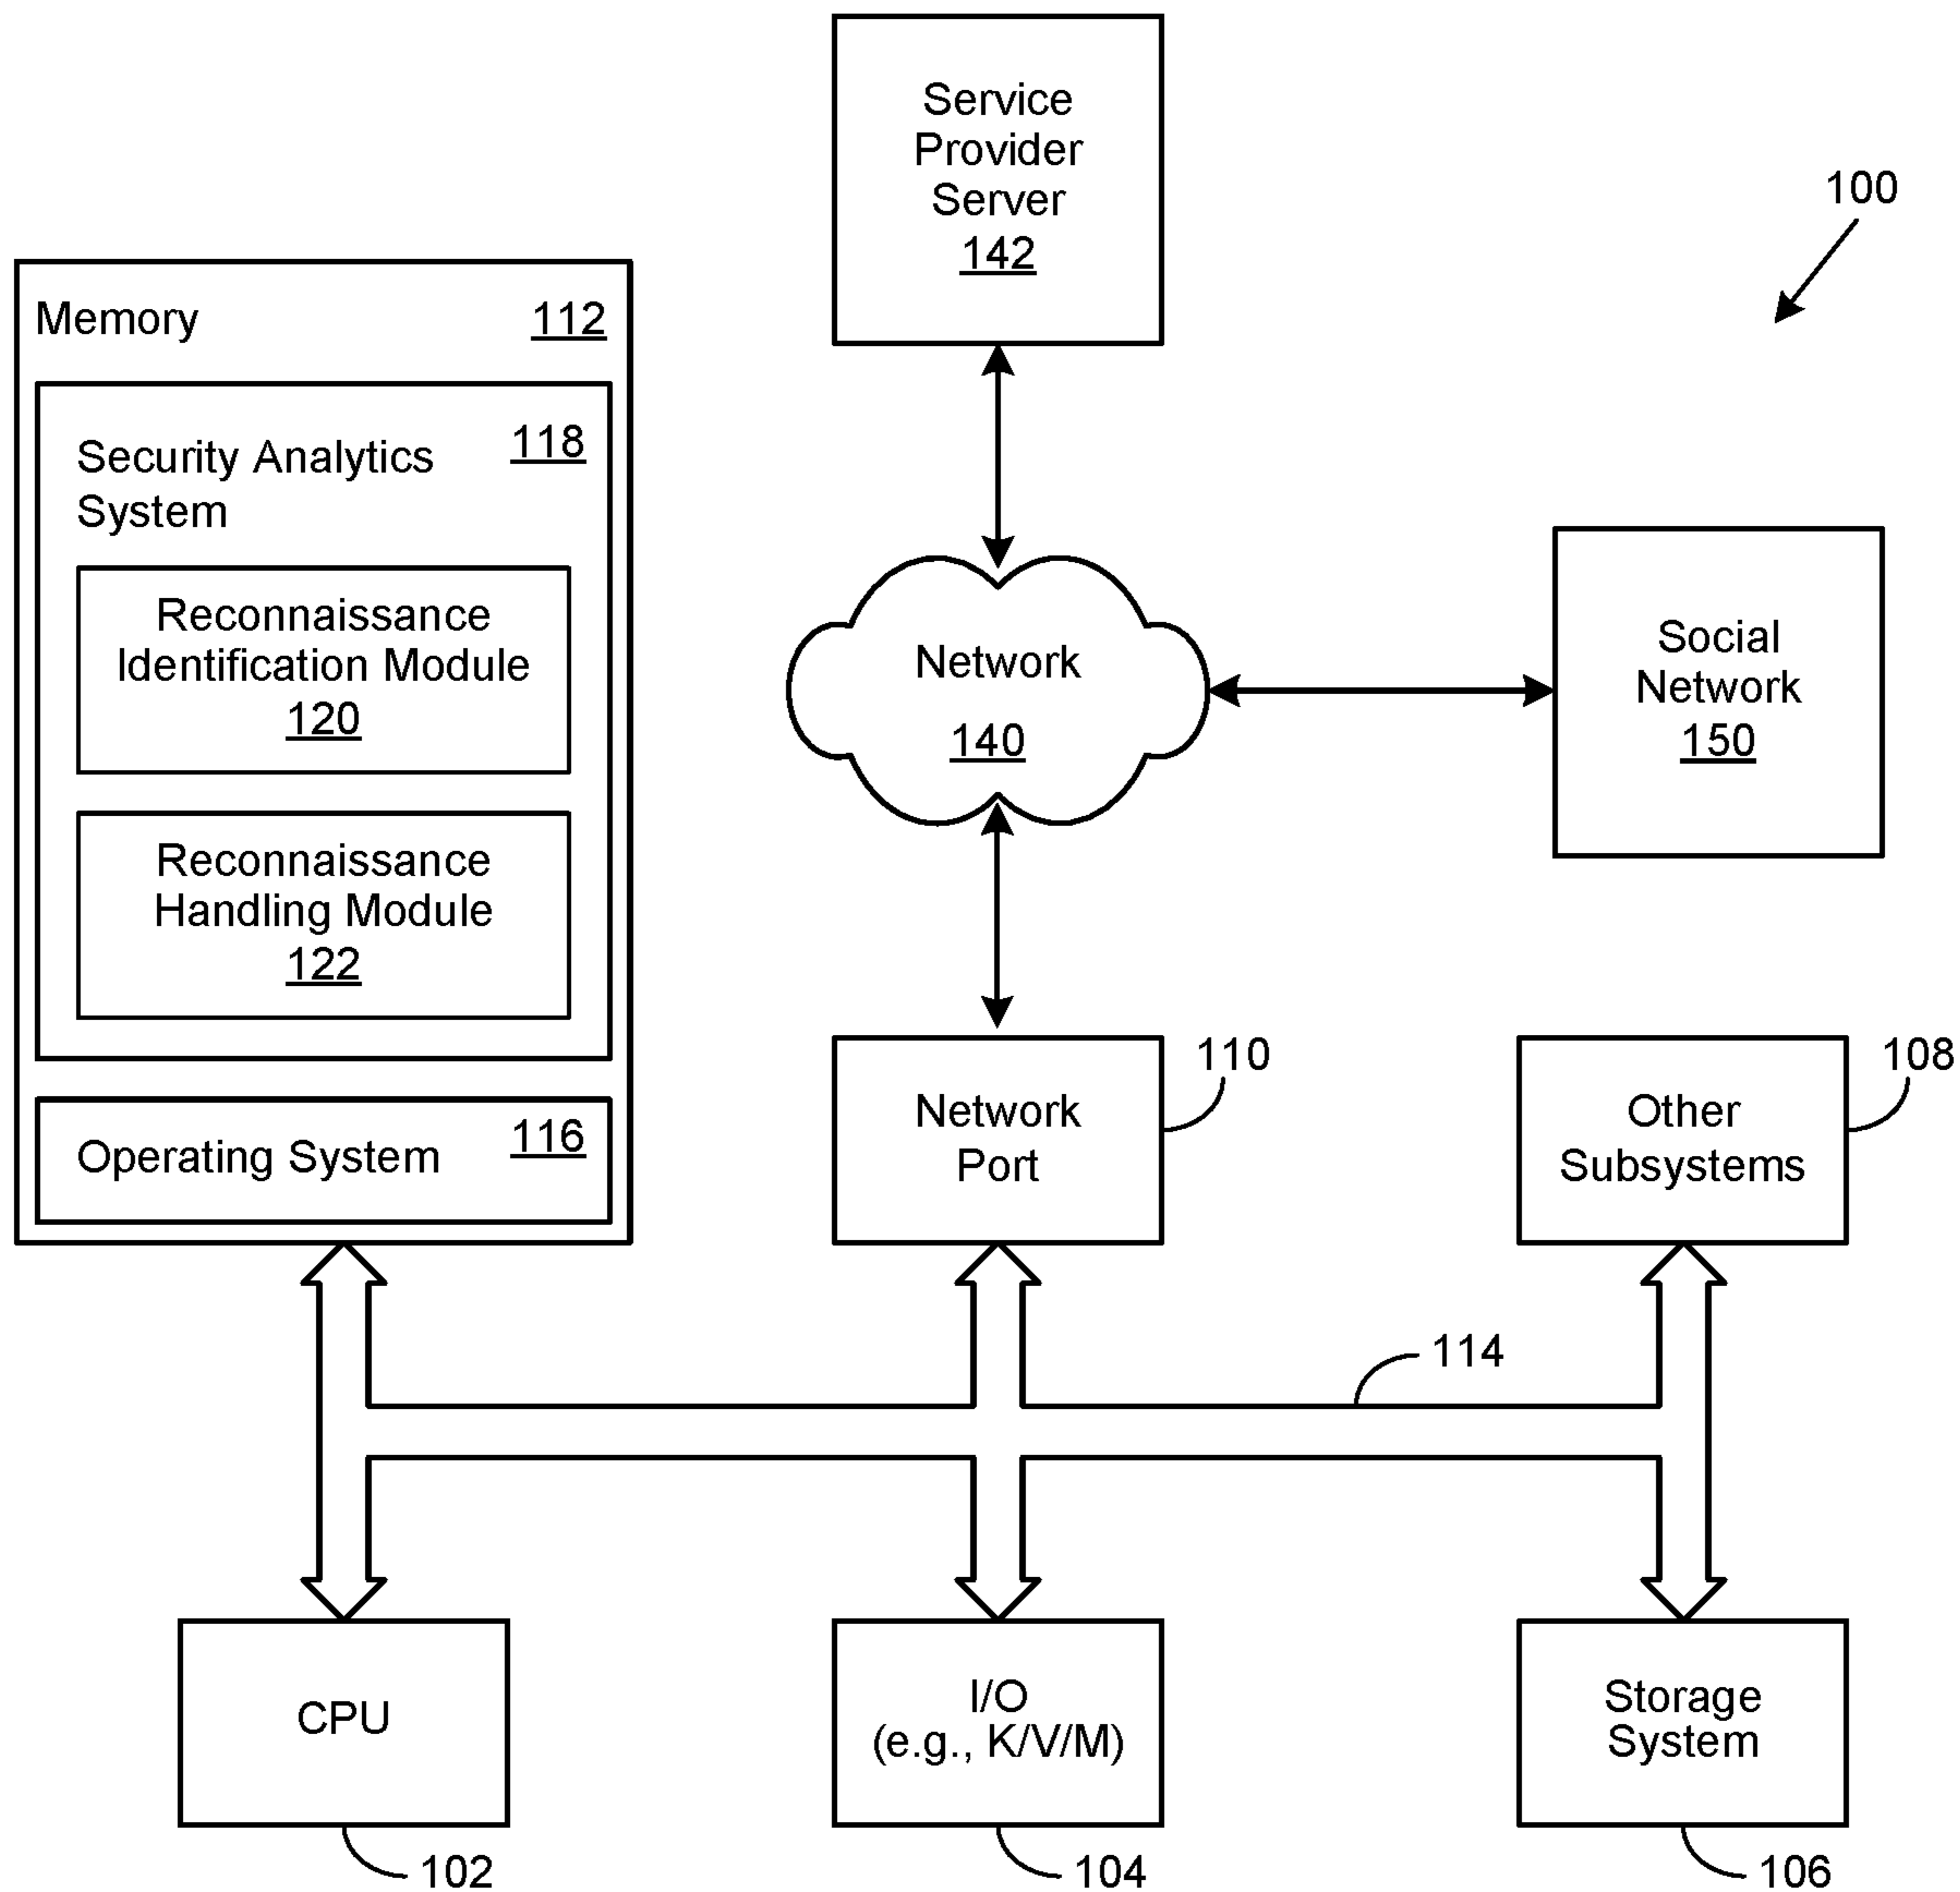 Service
Provider
Server
142
100
Memory
112
Security Analytics
System
118
Reconnaissance
Identification Module
120
Reconnaissance
Handling Module
122
Operating System
116
Network
140
Social
Network
150
Network
Port
110
Other
Subsystems
108
114
CPU
102
I/O
(e.g., K/V/M)
104
Storage
System
106